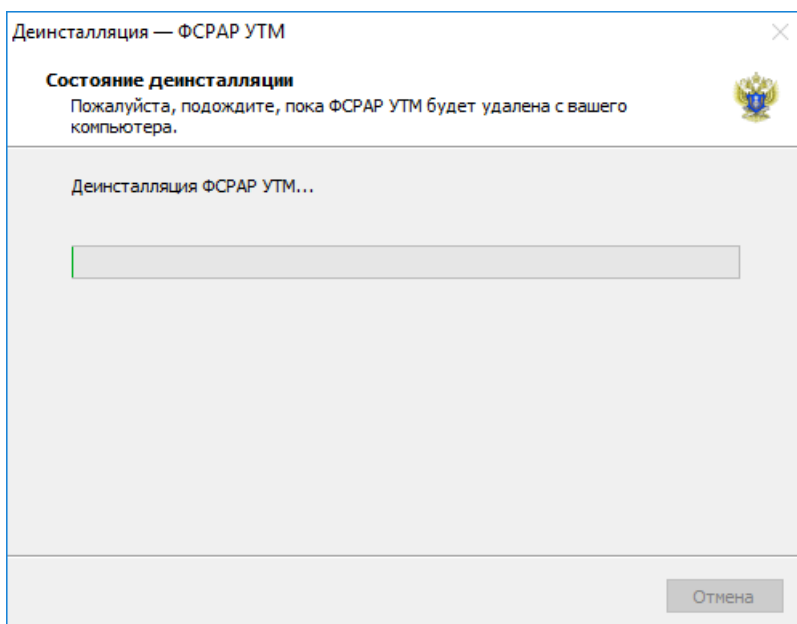 Деинсталляция — ФСРАР УТМ
Состояние деинсталляции
Пожалуйста, подождите, пока ФСРАР УТМ будет удалена с вашего
компьютера.
Деинсталляция ФСРАР УТМ...
Отмена